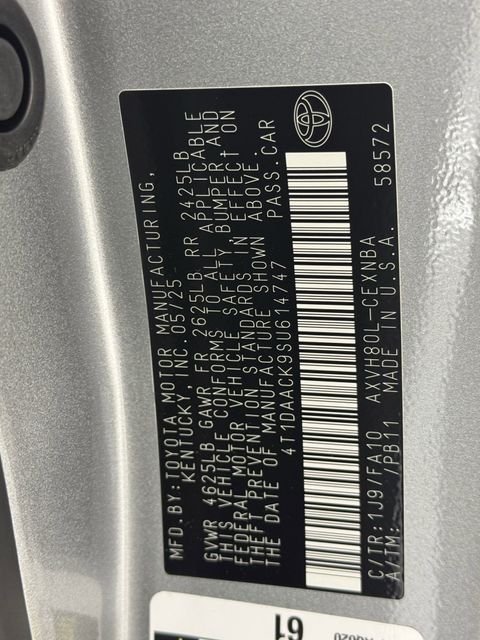 MFD.BY:TOYOTA MOTOR MANUFACTURING,
KENTUCKY, INC. 05/25
GVWR 4625LB GAWR FR 2625LB RR 2425LB
THIS VEHICLE CONFORMS TO ALL APPLICABLE
FEDERAL MOTOR VEHICLE SAFETY, BUMPER AND
THEFT PREVENTION STANDARDS IN EFFECT ON
THE DATE OF MANUFACTURE SHOWN ABOVE.
4T1DAACK9SU614747 PASS.CAR
C/TR: 1J9/FA10 AXVH80L-CEXNBA
A/TM: /PB11 MADE IN U.S.A. 58572
61